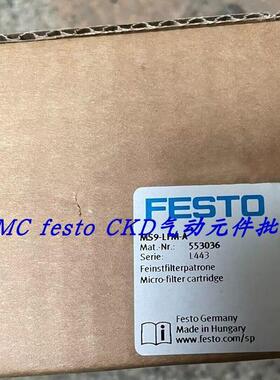 FESTO
MS9-LFM-A
Mat.-Nr.: 553036
Serie: L443
Feinstfilterpatrone
Micro-filter cartridge
MC festo CKD气动元件批
Festo Germany
Made in Hungary
www.festo.com/sp